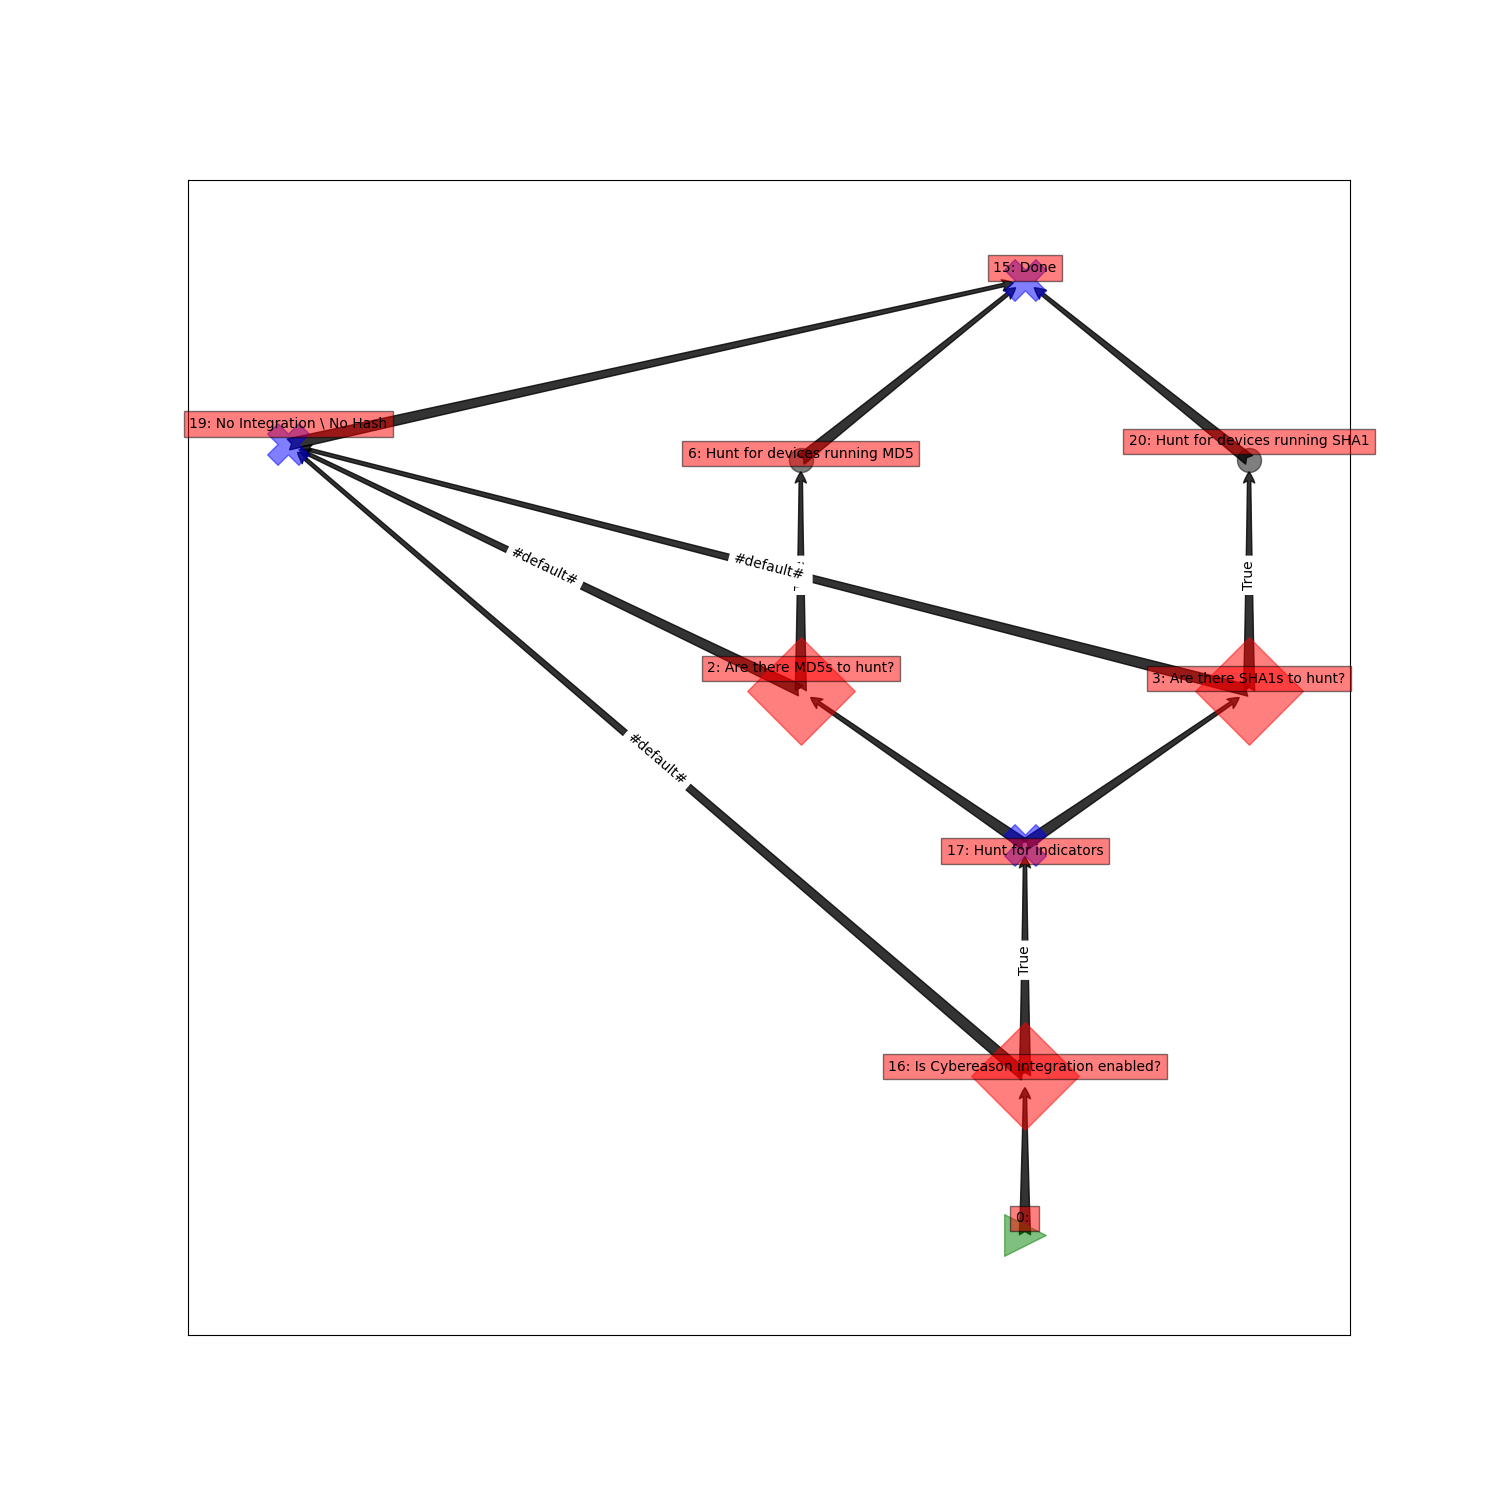 15: Done
19: No Integration \ No Hash
20: Hunt for devices running SHA1
6: Hunt for devices running MD5
#default#
#default#
True
2: Are there MD5s to hunt?
3: Are there SHA1s to hunt?
#default#
17: Hunt for indicators
True
16: Is Cybereason integration enabled?
0: